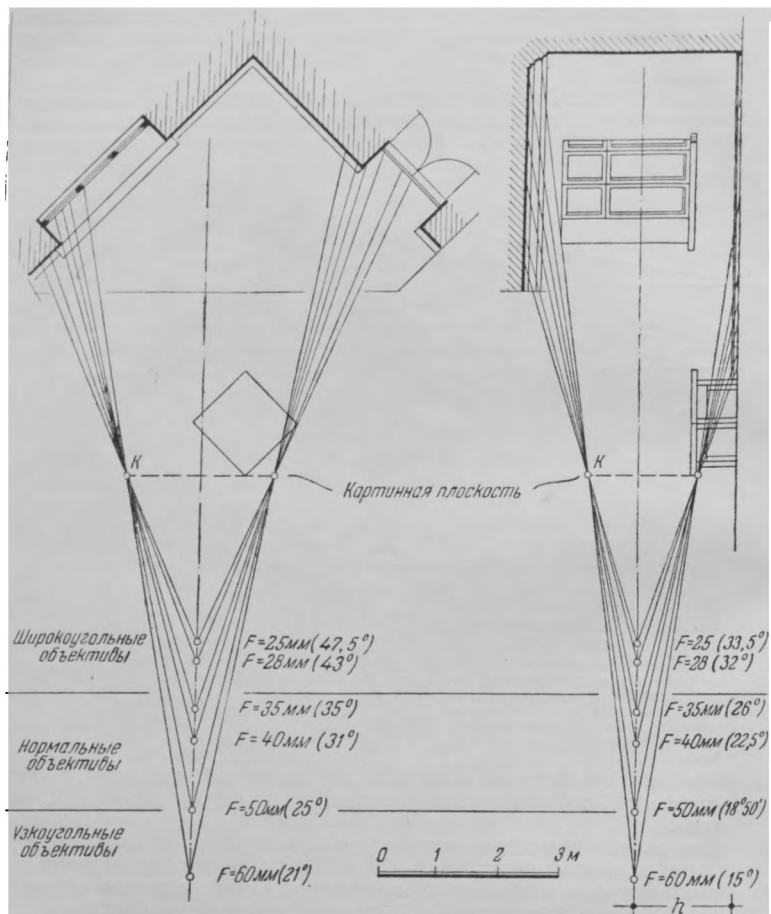 К
К
Картинная плоскость
Широкоугольные
объективы
F=25мм(47,5°)
F=28мм(43°)
F=25(33,5°)
F=28(32°)
F=35мм(35°)
F=35мм(26°)
Нормальные
объективы
F=40мм(31°)
F=40мм(22,5°)
F=50мм(25°)
F=50мм(18°50')
Узкоугольные
объективы
F=60мм(21°).
0 1 2 3 м
F=60мм(15°)
h